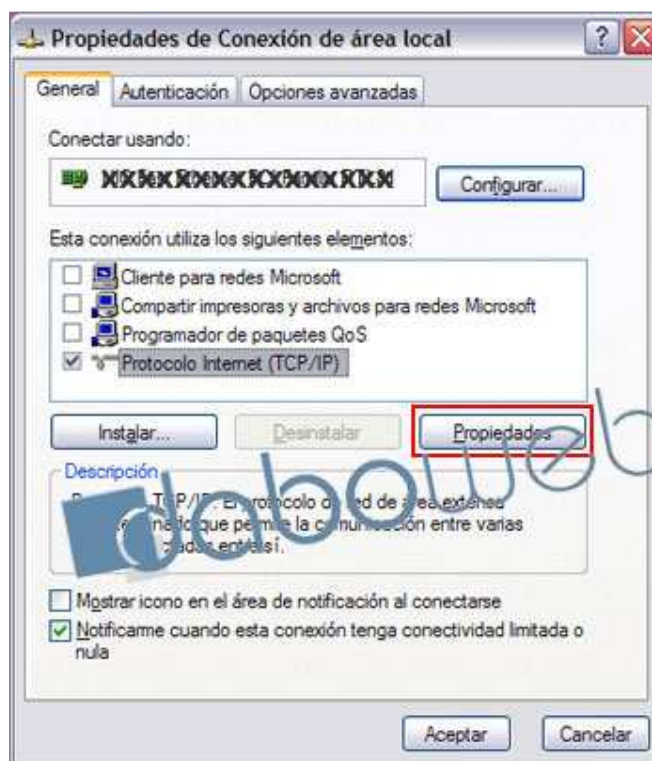 Propiedades de Conexión de área local
General Autenticación Opciones avanzadas
Conectar usando:
Configurar...
Esta conexión utiliza los siguientes elementos:
Cliente para redes Microsoft
Compartir impresoras y archivos para redes Microsoft
Programador de paquetes QoS
Protocolo Internet (TCP/IP)
Instalar... Desinstalar Propiedades
Descripción
TCP/IP. El protocolo de red de área extensa
que permite la comunicación entre varias
entre sí.
daboweb
Mostrar icono en el área de notificación al conectarse
Notificarme cuando esta conexión tenga conectividad limitada o
nula
Aceptar Cancelar